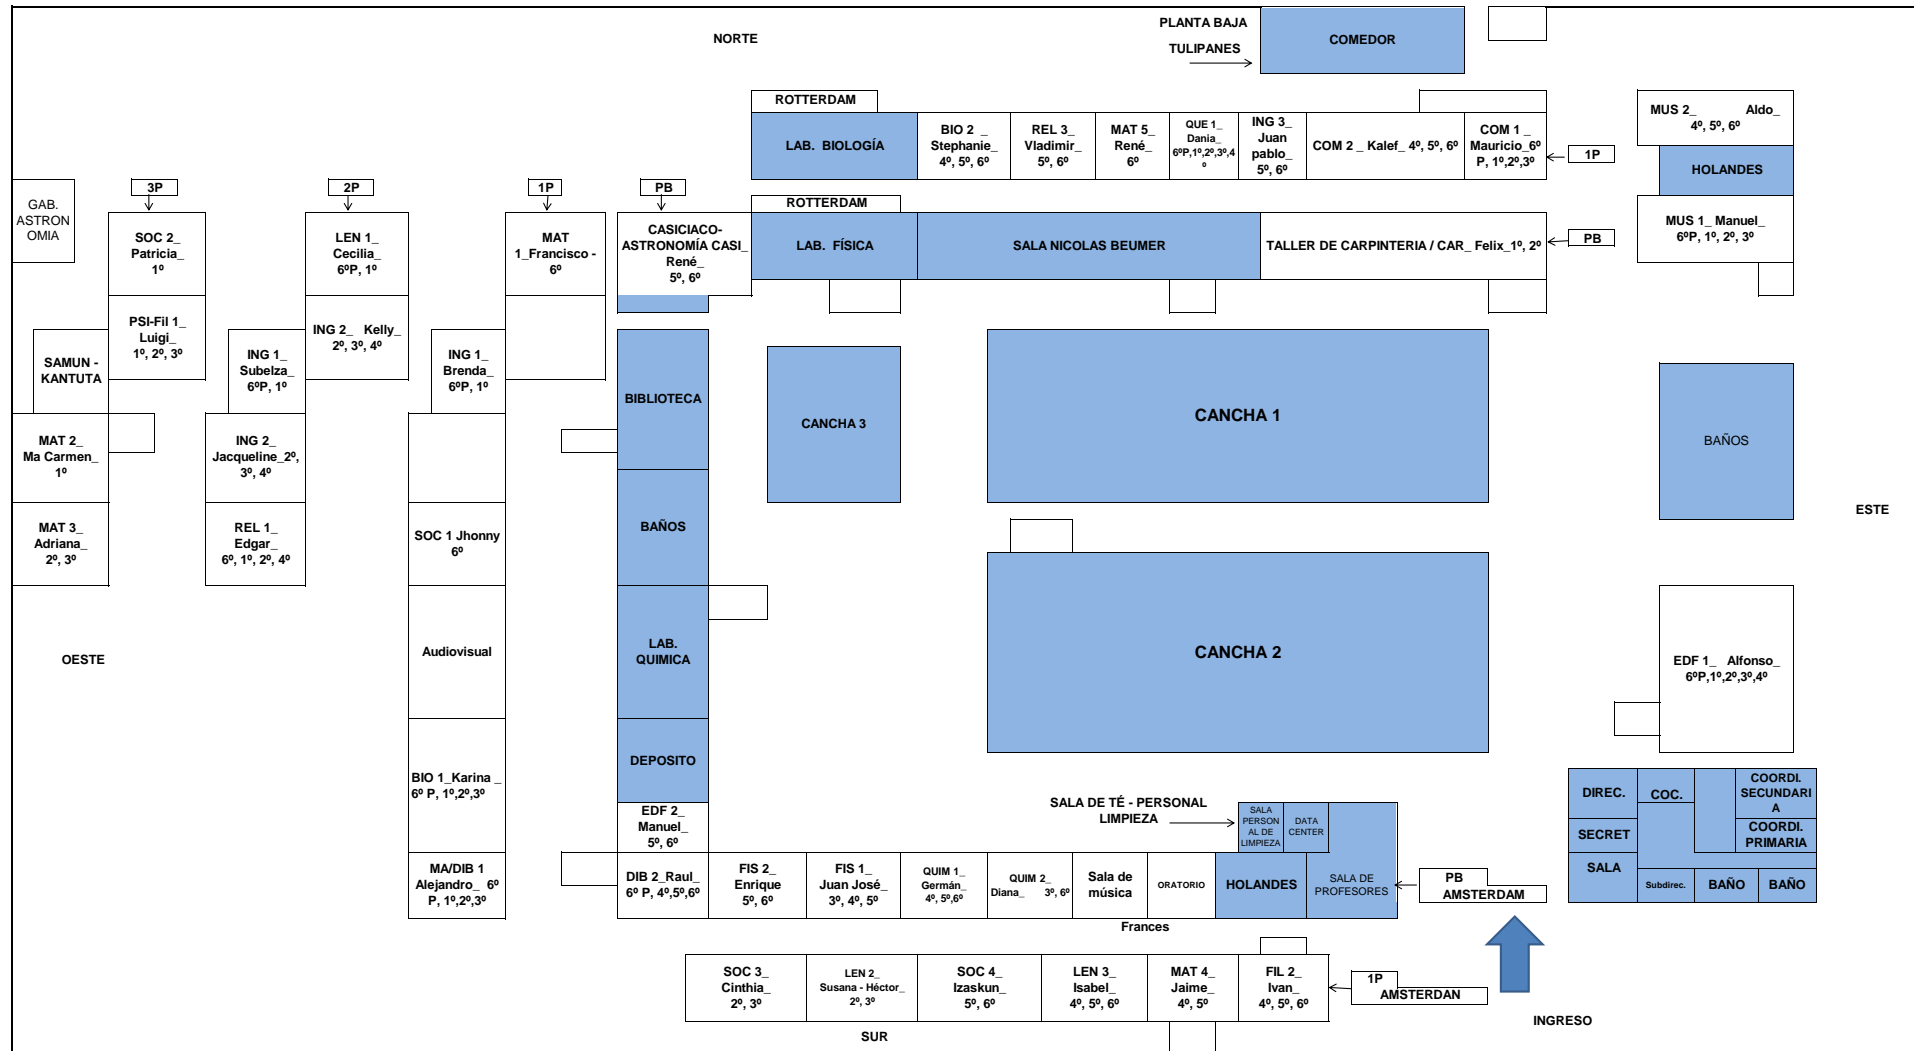 PLANTA BAJA
NORTE
COMEDOR
TULIPANES
ROTTERDAM
LAB. BIOLOGÍA
BIO 2 _
Stephanie_
4º, 5º, 6º
REL 3_
Vladimir_
5º, 6º
MAT 5_
René_
6º
QUE 1_
Dania_
6ºP,1º,2º,3º,4
º
ING 3_
Juan
pablo_
5º, 6º
COM 2 _ Kalef_ 4º, 5º, 6º
COM 1 _
Mauricio_6º
P, 1º,2º,3º
1P
MUS 2_ Aldo_
4º, 5º, 6º
HOLANDES
MUS 1_ Manuel_
6ºP, 1º, 2º, 3º
GAB.
ASTRON
OMIA
3P
2P
1P
PB
ROTTERDAM
SOC 2_
Patricia_
1º
LEN 1_
Cecilia_
6ºP, 1º
MAT
1_Francisco -
6º
CASICIACO-
ASTRONOMÍA CASI_
René_
5º, 6º
LAB. FÍSICA
SALA NICOLAS BEUMER
TALLER DE CARPINTERIA / CAR_ Felix_1º, 2º
PB
PSI-Fil 1_
Luigi_
1º, 2º, 3º
ING 2_ Kelly_
2º, 3º, 4º
SAMUN -
KANTUTA
ING 1_
Subelza_
6ºP, 1º
ING 1_
Brenda_
6ºP, 1º
BIBLIOTECA
CANCHA 3
CANCHA 1
BAÑOS
MAT 2_
Ma Carmen_
1º
ING 2_
Jacqueline_2º,
3º, 4º
MAT 3_
Adriana_
2º, 3º
REL 1_
Edgar_
6º, 1º, 2º, 4º
SOC 1 Jhonny
6º
BAÑOS
ESTE
OESTE
Audiovisual
LAB.
QUIMICA
CANCHA 2
EDF 1_ Alfonso_
6ºP,1º,2º,3º,4º
BIO 1_Karina _
6º P, 1º,2º,3º
DEPOSITO
EDF 2_
Manuel_
5º, 6º
SALA DE TÉ - PERSONAL
LIMPIEZA
SALA
PERSON
AL DE
LIMPIEZA
DATA
CENTER
DIREC.
COC.
COORDI.
SECUNDARI
A
SECRET
COORDI.
PRIMARIA
SALA
Subdirec.
BAÑO
BAÑO
MA/DIB 1
Alejandro_ 6º
P, 1º,2º,3º
DIB 2_Raul_
6º P, 4º,5º,6º
FIS 2_
Enrique
5º, 6º
FIS 1_
Juan José_
3º, 4º, 5º
QUIM 1_
Germán_
4º, 5º,6º
QUIM 2_
Diana_ 3º, 6º
Sala de
música
ORATORIO
HOLANDES
SALA DE
PROFESORES
PB
AMSTERDAM
Frances
SOC 3_
Cinthia_
2º, 3º
LEN 2_
Susana - Héctor_
2º, 3º
SOC 4_
Izaskun_
5º, 6º
LEN 3_
Isabel_
4º, 5º, 6º
MAT 4_
Jaime_
4º, 5º
FIL 2_
Ivan_
4º, 5º, 6º
1P
AMSTERDAN
INGRESO
SUR